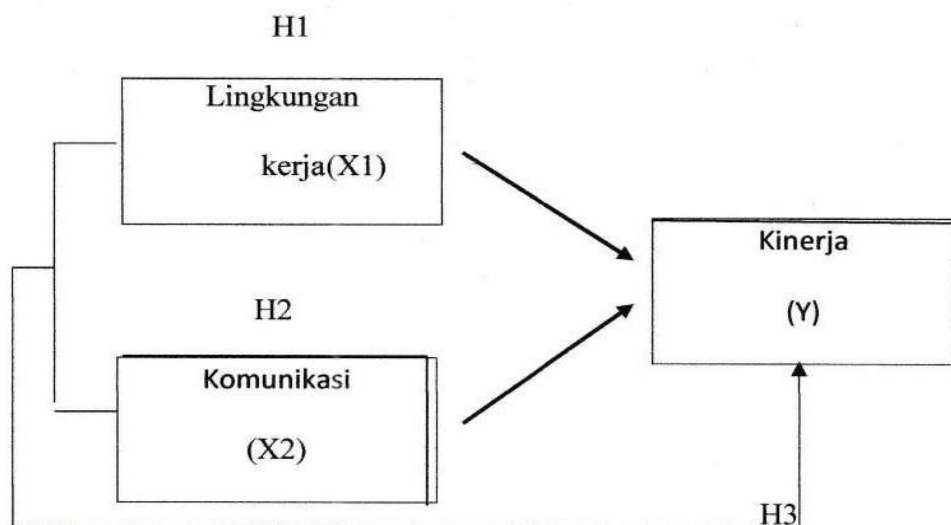 H1
Lingkungan
kerja(X1)
Kinerja
(Y)
H2
Komunikasi
(X2)
H3